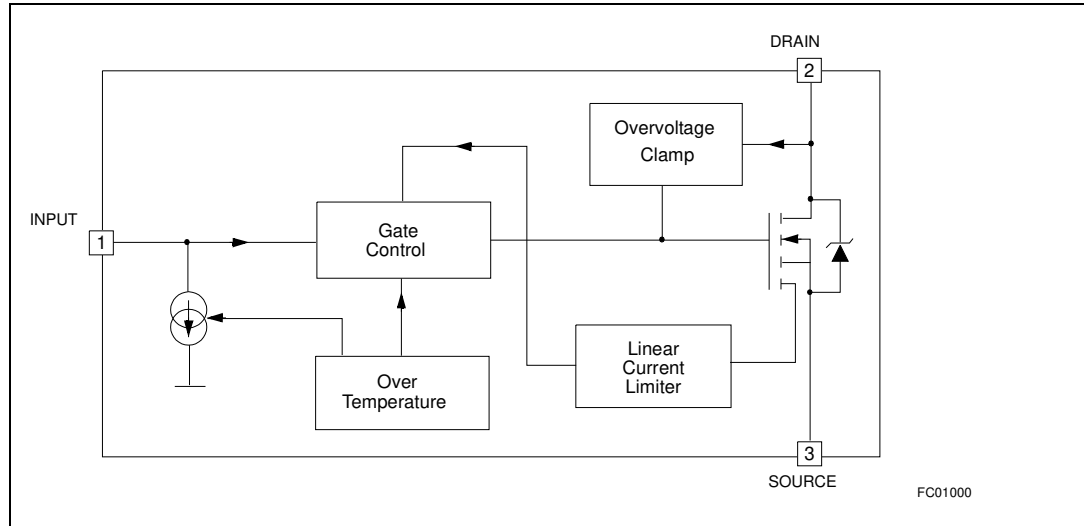 DRAIN
2
Overvoltage
Clamp
INPUT
1
Gate
Control
Linear
Current
Limiter
Over
Temperature
3
SOURCE
FC01000